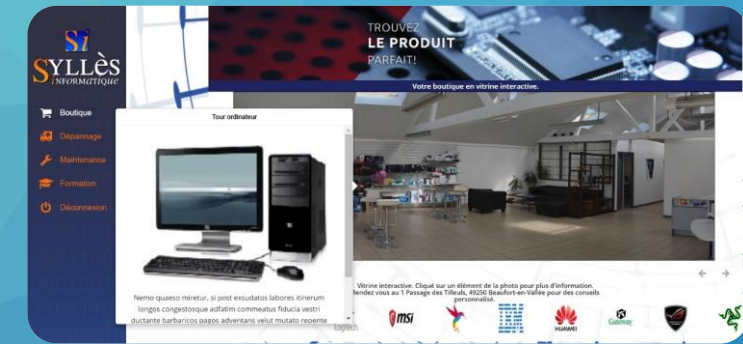 Si
SYLLÈS
INFORMATIQUE
Boutique
Dépannage
Maintenance
Formation
Déconnexion
TROUVEZ
LE PRODUIT
PARFAIT!
Votre boutique en vitrine interactive.
Tour ordinateur
Nemo quaeso miretur, si post exsudatos labores itinerum
longos congestosque adfatim commeatus fiducia vestri
ductante barbaricos pagos adventans velut mutato repente
Vitrine interactive. Cliqué sur un élément de la photo pour plus d'information.
Rendez vous au 1 Passage des Tilleuls, 49250 Beaufort-en-Vallée pour des conseils
personnalisé.
Logitech
msi
IBM
HUAWEI
Gateway